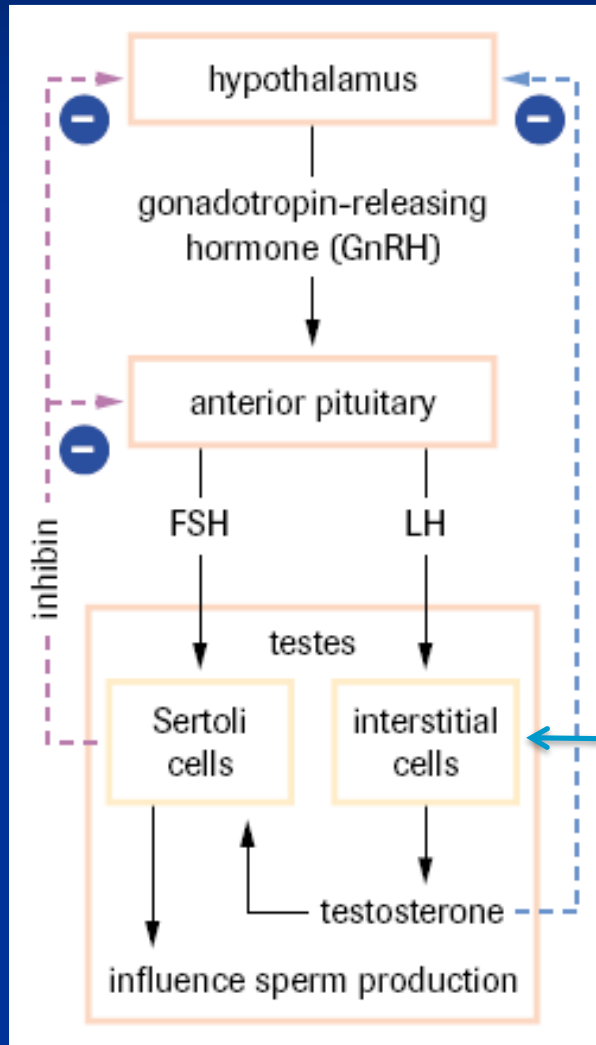 hypothalamus
−
−
gonadotropin-releasing
hormone (GnRH)
anterior pituitary
−
FSH
LH
inhibin
testes
Sertoli
cells
interstitial
cells
testosterone
influence sperm production